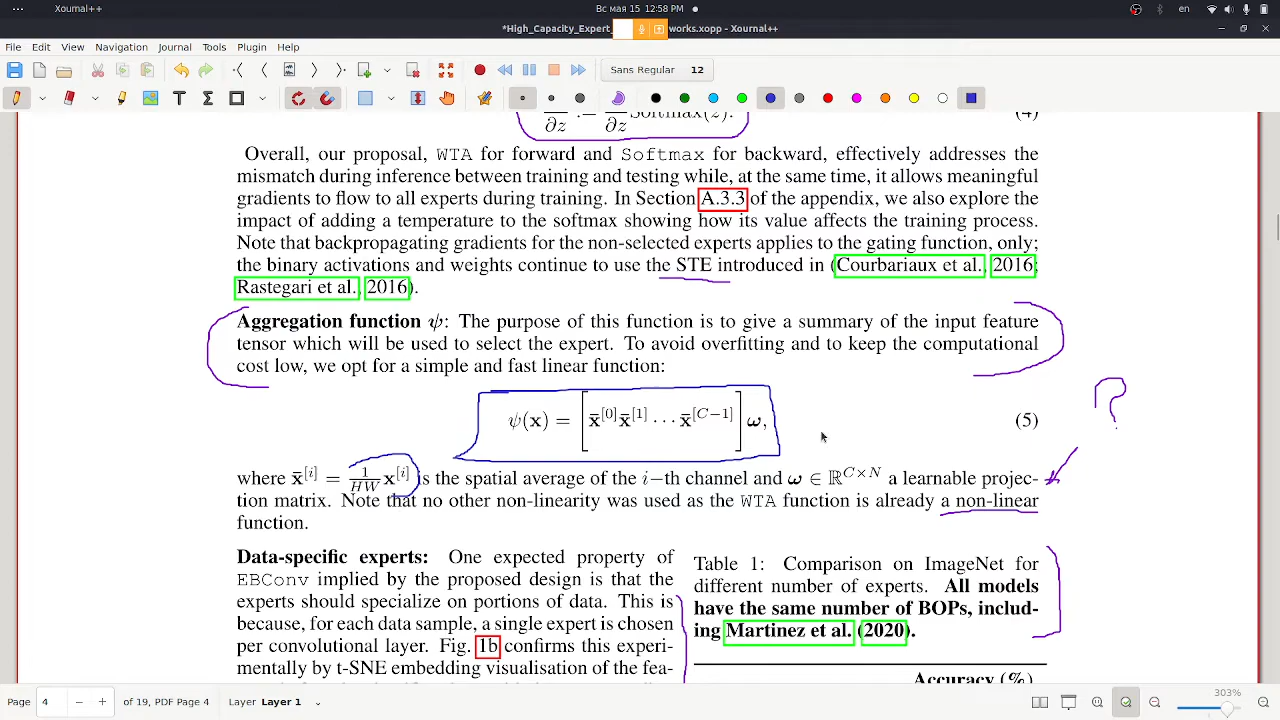 Xournal++
Вс мая 15 12:58 PM
en
*High_Capacity_Expert_ works.xopp - Xournal++
File Edit View Navigation Journal Tools Plugin Help
Sans Regular 12
∂z := ∂z Softmax(z). (4)
Overall, our proposal, WTA for forward and Softmax for backward, effectively addresses the
mismatch during inference between training and testing while, at the same time, it allows meaningful
gradients to flow to all experts during training. In Section A.3.3 of the appendix, we also explore the
impact of adding a temperature to the softmax showing how its value affects the training process.
Note that backpropagating gradients for the non-selected experts applies to the gating function, only;
the binary activations and weights continue to use the STE introduced in (Courbariaux et al., 2016;
Rastegari et al., 2016).
Aggregation function ψ: The purpose of this function is to give a summary of the input feature
tensor which will be used to select the expert. To avoid overfitting and to keep the computational
cost low, we opt for a simple and fast linear function:
?
ψ(x) = [x̄^[0] x̄^[1] ··· x̄^[C−1]] ω, (5)
where x̄^[i] = 1/HW x^[i] is the spatial average of the i−th channel and ω ∈ ℝ^C×N a learnable projec-
tion matrix. Note that no other non-linearity was used as the WTA function is already a non-linear
function.
Data-specific experts: One expected property of
EBConv implied by the proposed design is that the
experts should specialize on portions of data. This is
because, for each data sample, a single expert is chosen
per convolutional layer. Fig. 1b confirms this experi-
mentally by t-SNE embedding visualisation of the fea-
Table 1: Comparison on ImageNet for
different number of experts. All models
have the same number of BOPs, includ-
ing Martinez et al. (2020).
Accuracy (%)
Page 4 of 19, PDF Page 4 Layer Layer 1
303%